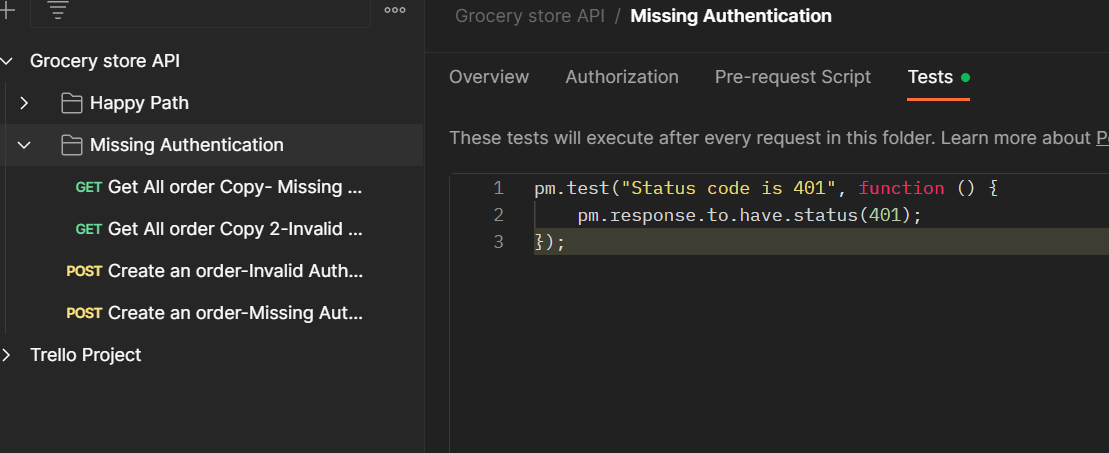 Grocery store API
Happy Path
Missing Authentication
GET Get All order Copy- Missing ...
GET Get All order Copy 2-Invalid ...
POST Create an order-Invalid Auth...
POST Create an order-Missing Aut...
Trello Project
Grocery store API / Missing Authentication
Overview Authorization Pre-request Script Tests
These tests will execute after every request in this folder. Learn more about
1 pm.test("Status code is 401", function () {
2 pm.response.to.have.status(401);
3 });